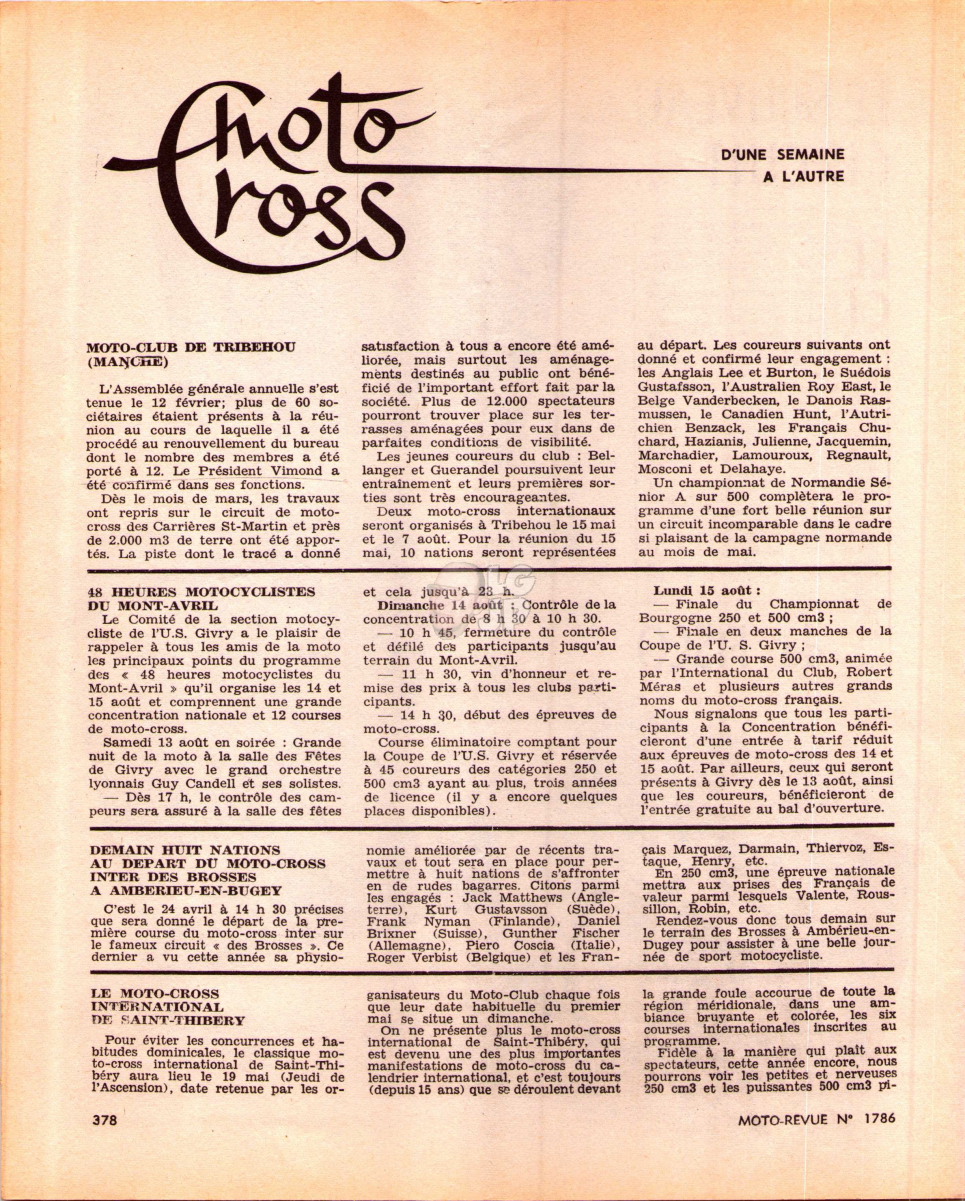 Moto
Cross
D'UNE SEMAINE
A L'AUTRE
MOTO-CLUB DE TRIBEHOU
(MANCHE)
L'Assemblée générale annuelle s'est
tenue le 12 février; plus de 60 so-
ciétaires étaient présents à la réu-
nion au cours de laquelle il a été
procédé au renouvellement du bureau
dont le nombre des membres a été
porté à 12. Le Président Vimond a
été confirmé dans ses fonctions.
Dès le mois de mars, les travaux
ont repris sur le circuit de moto-
cross des Carrières St-Martin et près
de 2.000 m3 de terre ont été appor-
tés. La piste dont le tracé a donné
satisfaction à tous a encore été amé-
liorée, mais surtout les aménage-
ments destinés au public ont béné-
ficié de l'important effort fait par la
société. Plus de 12.000 spectateurs
pourront trouver place sur les ter-
rasses aménagées pour eux dans de
parfaites conditions de visibilité.
Les jeunes coureurs du club : Bel-
langer et Guerandel poursuivent leur
entraînement et leurs premières sor-
ties sont très encourageantes.
Deux moto-cross internationaux
seront organisés à Tribehou le 15 mai
et le 7 août. Pour la réunion du 15
mai, 10 nations seront représentées
au départ. Les coureurs suivants ont
donné et confirmé leur engagement :
les Anglais Lee et Burton, le Suédois
Gustafsson, l'Australien Roy East, le
Belge Vanderbecken, le Danois Ras-
mussen, le Canadien Hunt, l'Autri-
chien Benzack, les Français Chu-
chard, Hazianis, Julienne, Jacquemin,
Marchadier, Lamouroux, Regnault,
Mosconi et Delahaye.
Un championnat de Normandie Sé-
nior A sur 500 complètera le pro-
gramme d'une fort belle réunion sur
un circuit incomparable dans le cadre
si plaisant de la campagne normande
au mois de mai.
48 HEURES MOTOCYCLISTES
DU MONT-AVRIL
Le Comité de la section motocy-
cliste de l'U.S. Givry a le plaisir de
rappeler à tous les amis de la moto
les principaux points du programme
des « 48 heures motocyclistes du
Mont-Avril » qu'il organise les 14 et
15 août et comprennent une grande
concentration nationale et 12 courses
de moto-cross.
Samedi 13 août en soirée : Grande
nuit de la moto à la salle des Fêtes
de Givry avec le grand orchestre
lyonnais Guy Candell et ses solistes.
— Dès 17 h, le contrôle des cam-
peurs sera assuré à la salle des fêtes
et cela jusqu'à 23 h.
Dimanche 14 août : Contrôle de la
concentration de 8 h 30 à 10 h 30.
— 10 h 45, fermeture du contrôle
et défilé des participants jusqu'au
terrain du Mont-Avril.
— 11 h 30, vin d'honneur et re-
mise des prix à tous les clubs parti-
cipants.
— 14 h 30, début des épreuves de
moto-cross.
Course éliminatoire comptant pour
la Coupe de l'U.S. Givry et réservée
à 45 coureurs des catégories 250 et
500 cm3 ayant au plus, trois années
de licence (il y a encore quelques
places disponibles).
Lundi 15 août :
— Finale du Championnat de
Bourgogne 250 et 500 cm3 ;
— Finale en deux manches de la
Coupe de l'U. S. Givry ;
— Grande course 500 cm3, animée
par l'International du Club, Robert
Méras et plusieurs autres grands
noms du moto-cross français.
Nous signalons que tous les parti-
cipants à la Concentration bénéfi-
cieront d'une entrée à tarif réduit
aux épreuves de moto-cross des 14 et
15 août. Par ailleurs, ceux qui seront
présents à Givry dès le 13 août, ainsi
que les coureurs, bénéficieront de
l'entrée gratuite au bal d'ouverture.
DEMAIN HUIT NATIONS
AU DEPART DU MOTO-CROSS
INTER DES BROSSES
A AMBERIEU-EN-BUGEY
C'est le 24 avril à 14 h 30 précises
que sera donné le départ de la pre-
mière course du moto-cross inter sur
le fameux circuit « des Brosses ». Ce
dernier a vu cette année sa physio-
nomie améliorée par de récents tra-
vaux et tout sera en place pour per-
mettre à huit nations de s'affronter
en de rudes bagarres. Citons parmi
les engagés : Jack Matthews (Angle-
terre), Kurt Gustavsson (Suède),
Frank Nyman (Finlande), Daniel
Brixner (Suisse), Gunther Fischer
(Allemagne), Piero Coscia (Italie),
Roger Verbist (Belgique) et les Fran-
çais Marquez, Darmain, Thiervoz, Es-
taque, Henry, etc.
En 250 cm3, une épreuve nationale
mettra aux prises des Français de
valeur parmi lesquels Valente, Rous-
sillon, Robin, etc.
Rendez-vous donc tous demain sur
le terrain des Brosses à Ambérieu-en-
Dugey pour assister à une belle jour-
née de sport motocycliste.
LE MOTO-CROSS
INTERNATIONAL
DE SAINT-THIBERY
Pour éviter les concurrences et ha-
bitudes dominicales, le classique mo-
to-cross international de Saint-Thi-
béry aura lieu le 19 mai (Jeudi de
l'Ascension), date retenue par les or-
ganisateurs du Moto-Club chaque fois
que leur date habituelle du premier
mai se situe un dimanche.
On ne présente plus le moto-cross
international de Saint-Thibéry, qui
est devenu une des plus importantes
manifestations de moto-cross du ca-
lendrier international, et c'est toujours
(depuis 15 ans) que se déroulent devant
la grande foule accourue de toute la
région méridionale, dans une am-
biance bruyante et colorée, les six
courses internationales inscrites au
programme.
Fidèle à la manière qui plaît aux
spectateurs, cette année encore, nous
pourrons voir les petites et nerveuses
250 cm3 et les puissantes 500 cm3 pi-
378
MOTO-REVUE N° 1786